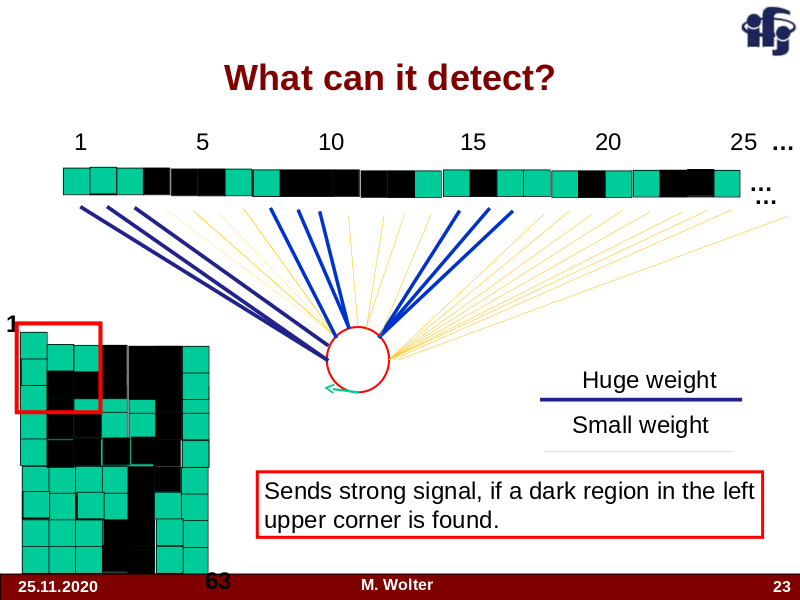 ifj
What can it detect?
1 5 10 15 20 25 ...
...
...
1
Huge weight
Small weight
Sends strong signal, if a dark region in the left
upper corner is found.
63
25.11.2020 M. Wolter 23